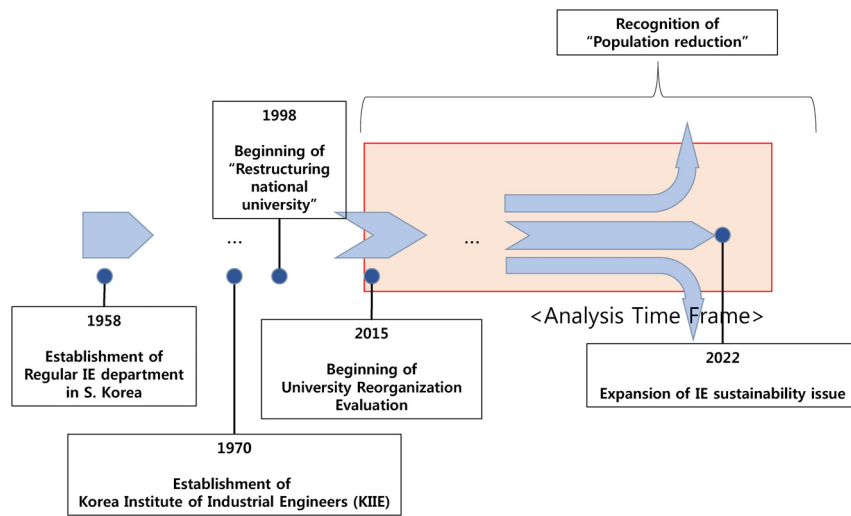 Recognition of
“Population reduction”
1998
Beginning of
“Restructuring
national
university”
...
...
<Analysis Time Frame>
1958
Establishment of
Regular IE department
in S. Korea
2015
Beginning of
University Reorganization
Evaluation
2022
Expansion of IE sustainability issue
1970
Establishment of
Korea Institute of Industrial Engineers (KIIE)